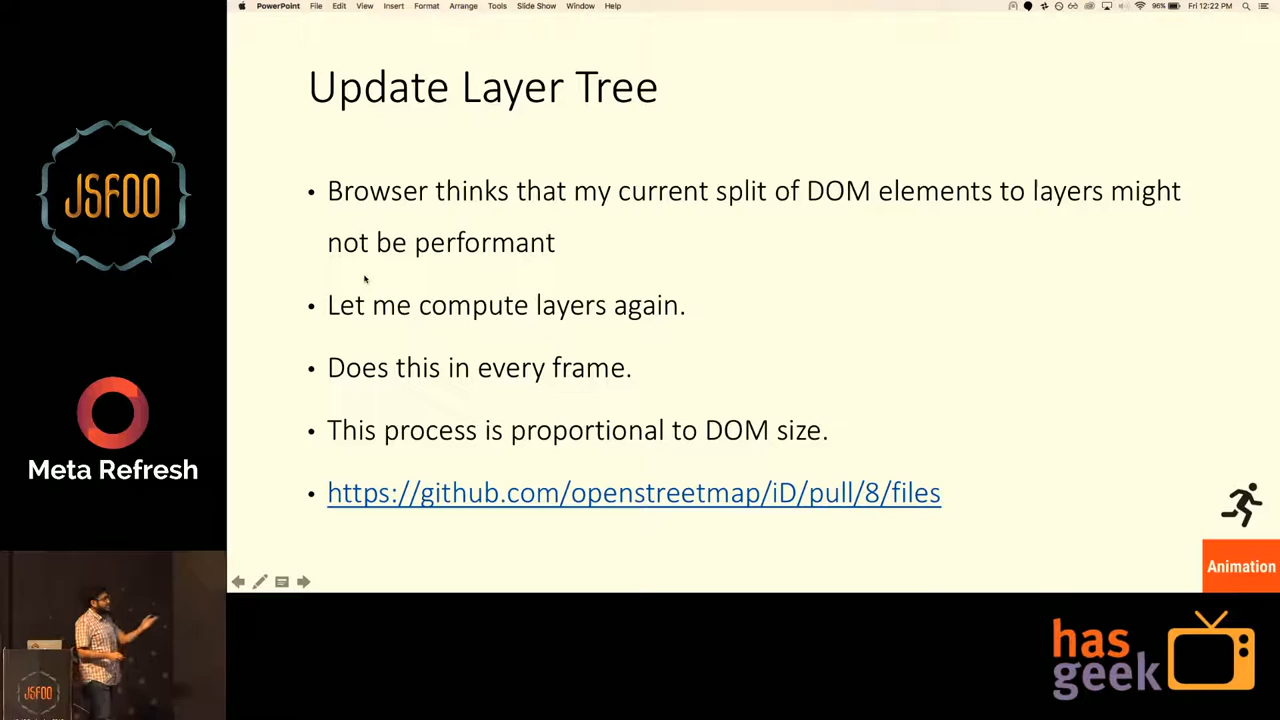 PowerPoint File Edit View Insert Format Arrange Tools Slide Show Window Help
96% Fri 12:22 PM
Update Layer Tree
• Browser thinks that my current split of DOM elements to layers might
not be performant
• Let me compute layers again.
• Does this in every frame.
• This process is proportional to DOM size.
• https://github.com/openstreetmap/iD/pull/8/files
Animation
JSFOO
Meta Refresh
JSFOO
has
geek